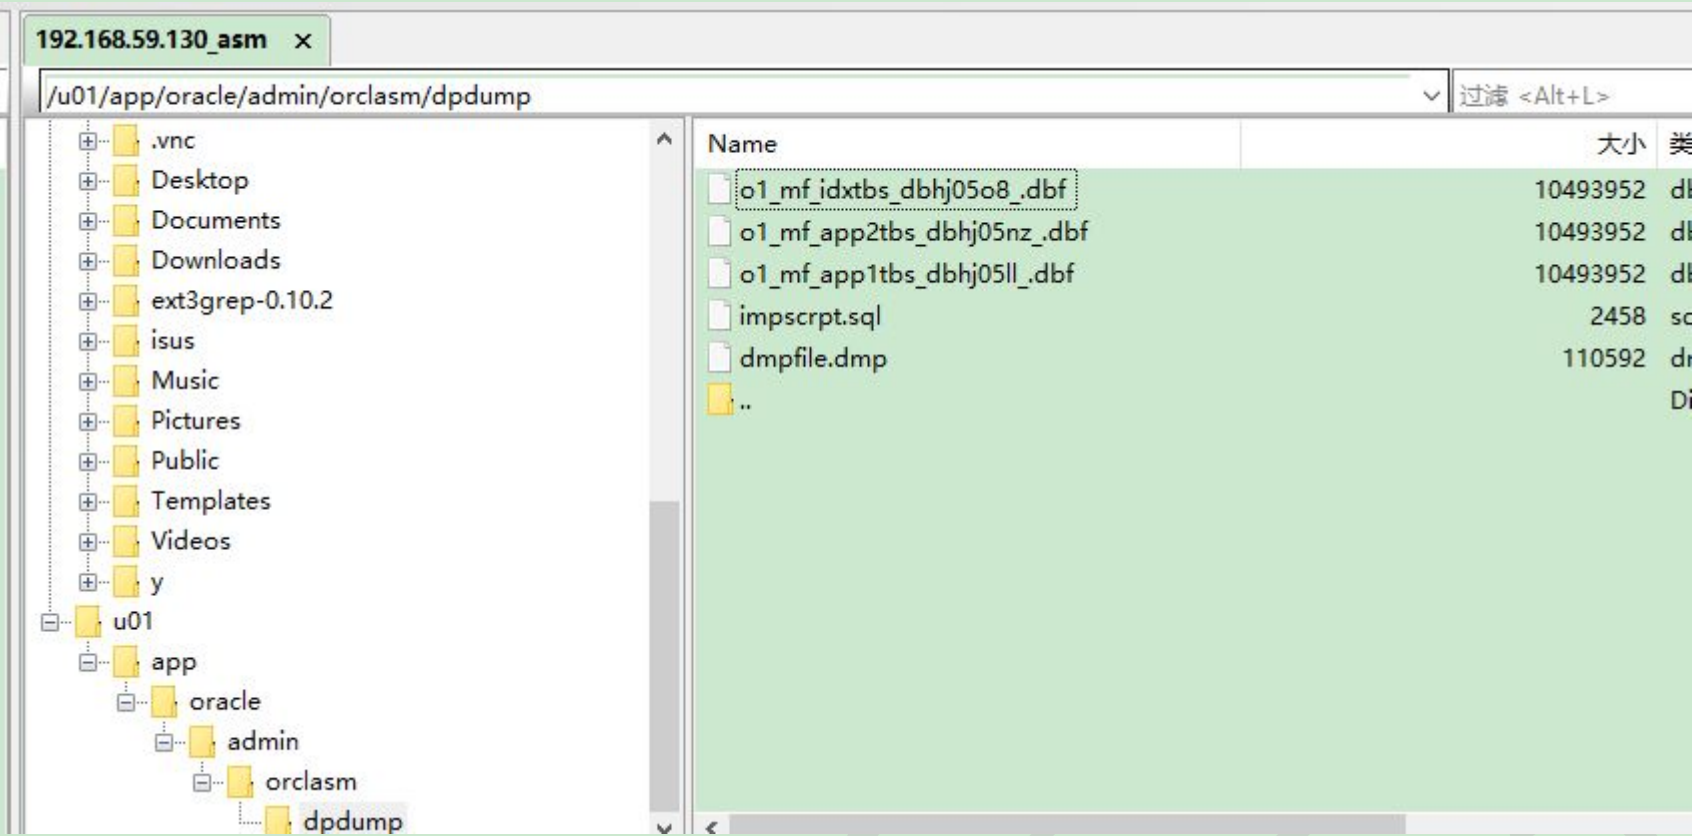 192.168.59.130_asm ×
/u01/app/oracle/admin/orclasm/dpdump
过滤 <Alt+L>
.vnc
Desktop
Documents
Downloads
ext3grep-0.10.2
isus
Music
Pictures
Public
Templates
Videos
y
u01
app
oracle
admin
orclasm
dpdump
Name 大小 类
o1_mf_idxtbs_dbhj05o8_.dbf 10493952
o1_mf_app2tbs_dbhj05nz_.dbf 10493952
o1_mf_app1tbs_dbhj05ll_.dbf 10493952
impscrpt.sql 2458
dmpfile.dmp 110592
.. Di